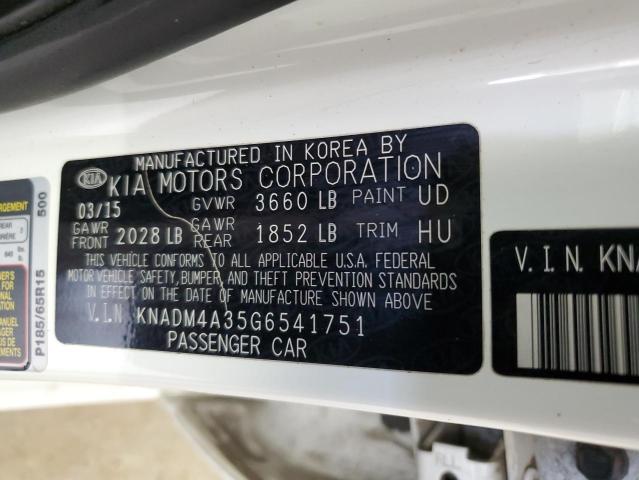 MANUFACTURED IN KOREA BY
KIA KIA MOTORS CORPORATION
03/15 GVWR 3660 LB PAINT UD
GAWR FRONT 2028 LB GAWR REAR 1852 LB TRIM HU
THIS VEHICLE CONFORMS TO ALL APPLICABLE U.S.A. FEDERAL
MOTOR VEHICLE SAFETY, BUMPER, AND THEFT PREVENTION STANDARDS
IN EFFECT ON THE DATE OF MANUFACTURE SHOWN ABOVE.
V.I.N KNADM4A35G6541751
PASSENGER CAR
V.I.N. KNA
500
P185/65R15